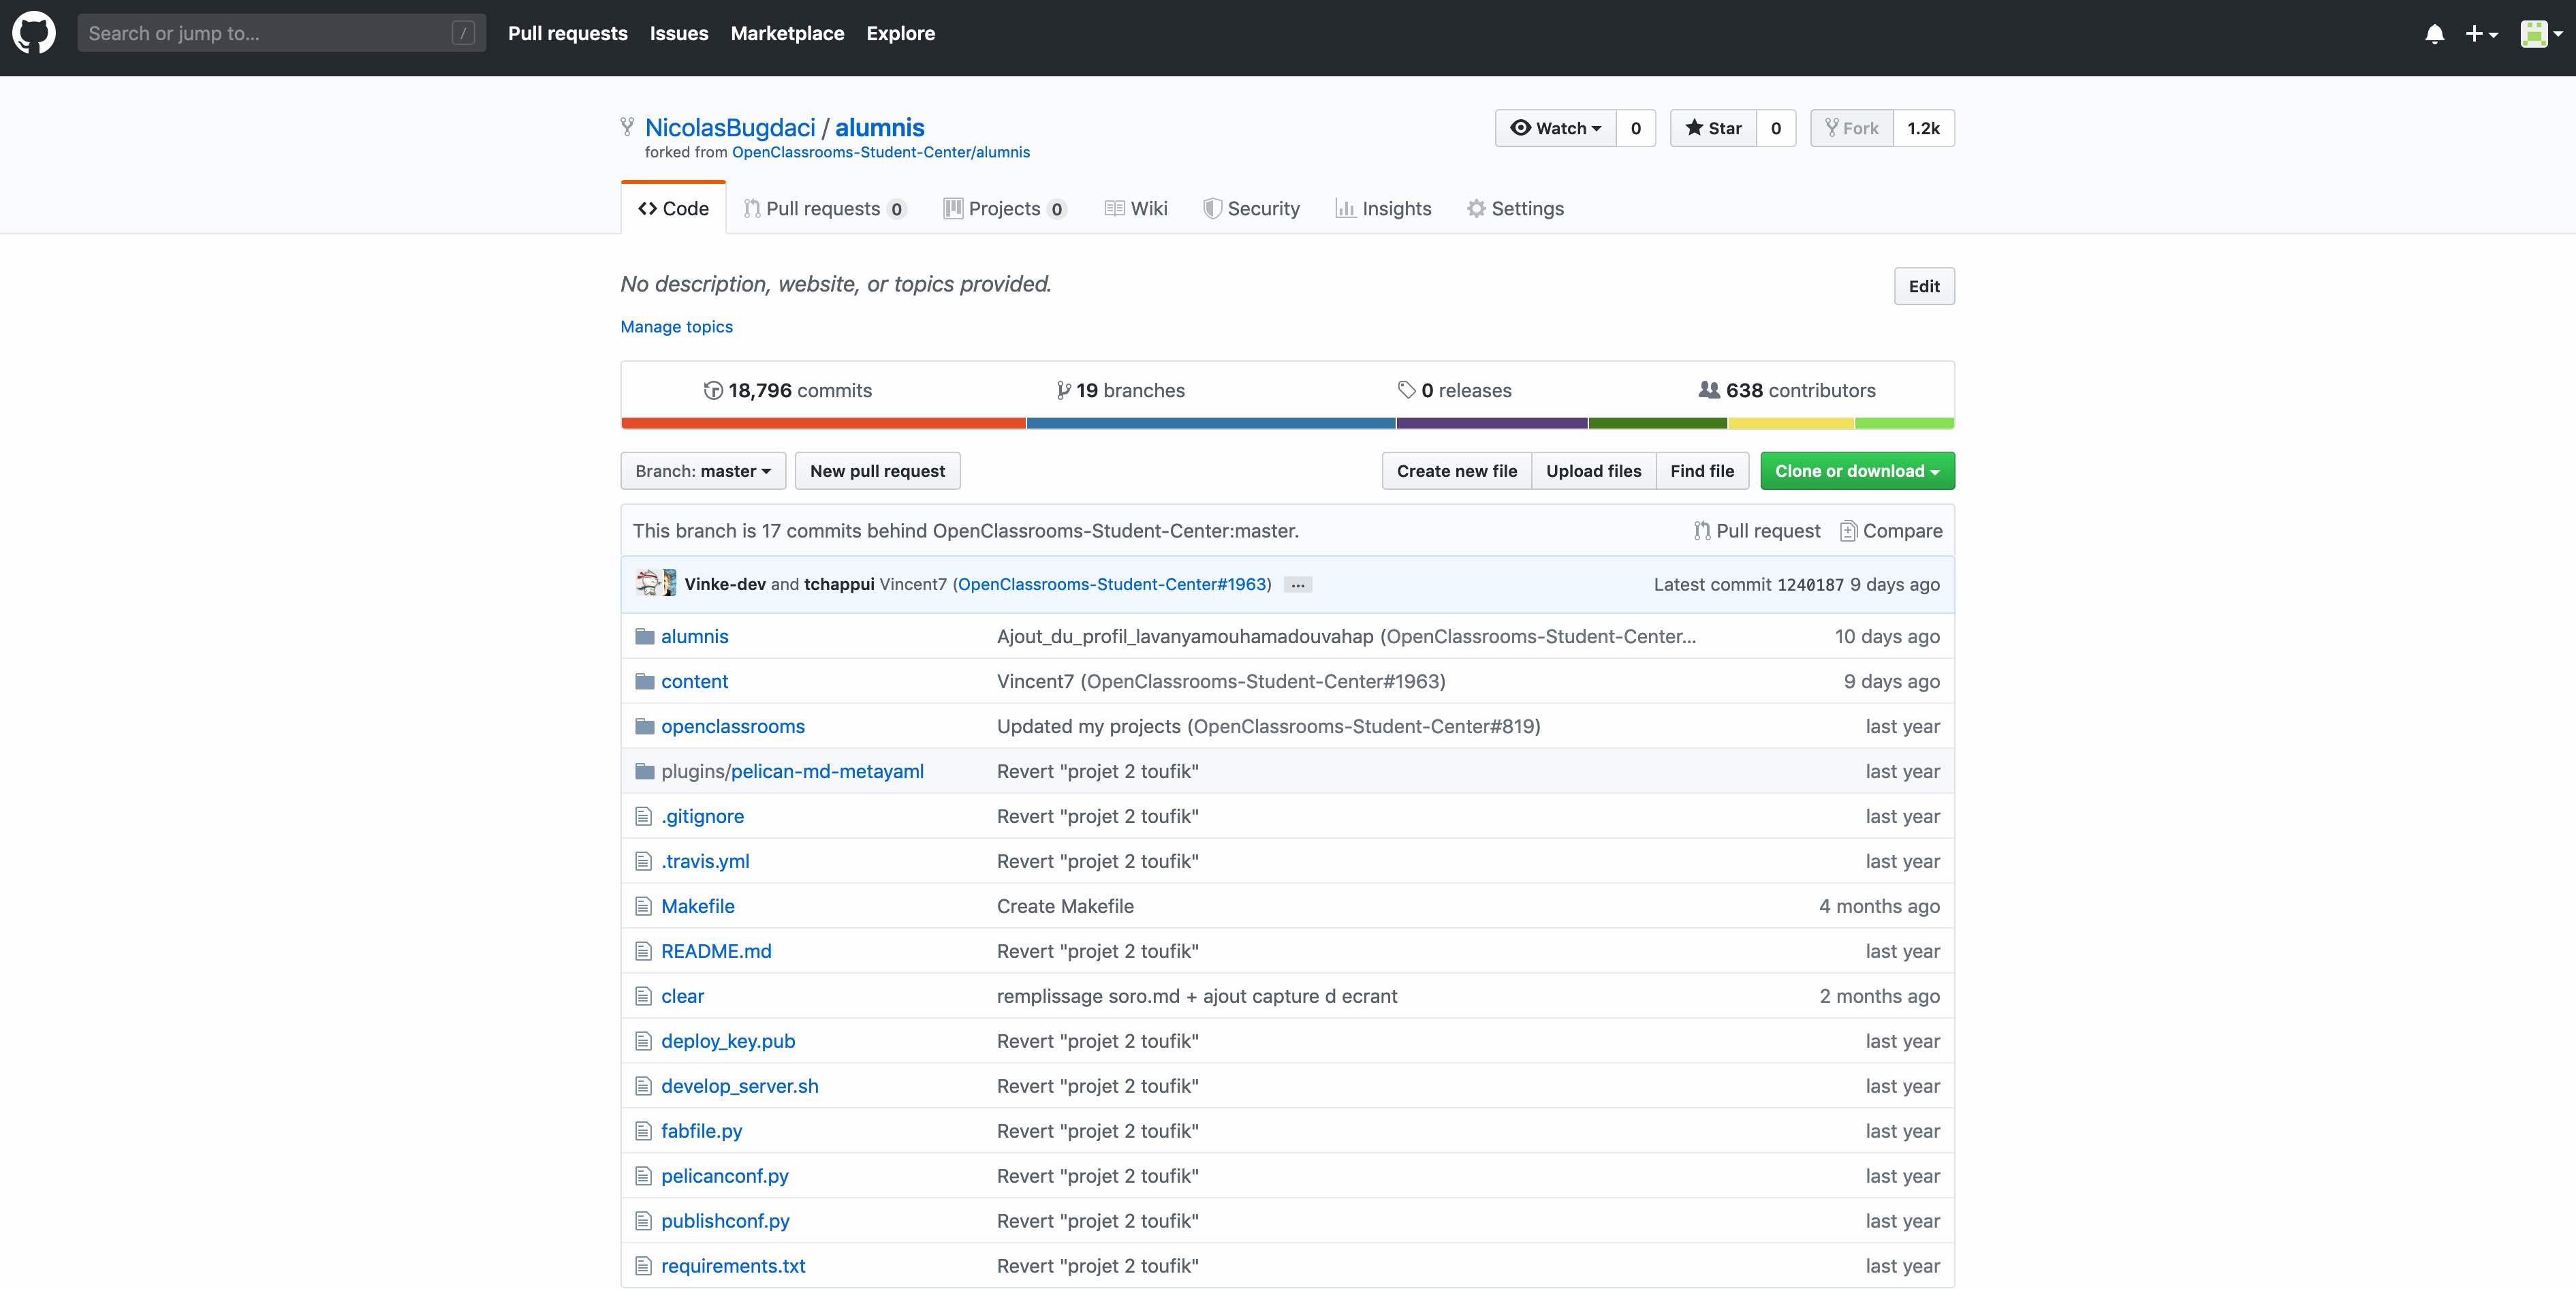 Search or jump to... / Pull requests Issues Marketplace Explore
NicolasBugdaci / alumnis Watch 0 Star 0 Fork 1.2k
forked from OpenClassrooms-Student-Center/alumnis
Code Pull requests 0 Projects 0 Wiki Security Insights Settings
No description, website, or topics provided. Edit
Manage topics
18,796 commits 19 branches 0 releases 638 contributors
Branch: master New pull request Create new file Upload files Find file Clone or download
This branch is 17 commits behind OpenClassrooms-Student-Center:master. Pull request Compare
Vinke-dev and tchappui Vincent7 (OpenClassrooms-Student-Center#1963) ... Latest commit 1240187 9 days ago
alumnis Ajout_du_profil_lavanyamouhamadouvahap (OpenClassrooms-Student-Center... 10 days ago
content Vincent7 (OpenClassrooms-Student-Center#1963) 9 days ago
openclassrooms Updated my projects (OpenClassrooms-Student-Center#819) last year
plugins/pelican-md-metayaml Revert "projet 2 toufik" last year
.gitignore Revert "projet 2 toufik" last year
.travis.yml Revert "projet 2 toufik" last year
Makefile Create Makefile 4 months ago
README.md Revert "projet 2 toufik" last year
clear remplissage soro.md + ajout capture d ecrant 2 months ago
deploy_key.pub Revert "projet 2 toufik" last year
develop_server.sh Revert "projet 2 toufik" last year
fabfile.py Revert "projet 2 toufik" last year
pelicanconf.py Revert "projet 2 toufik" last year
publishconf.py Revert "projet 2 toufik" last year
requirements.txt Revert "projet 2 toufik" last year